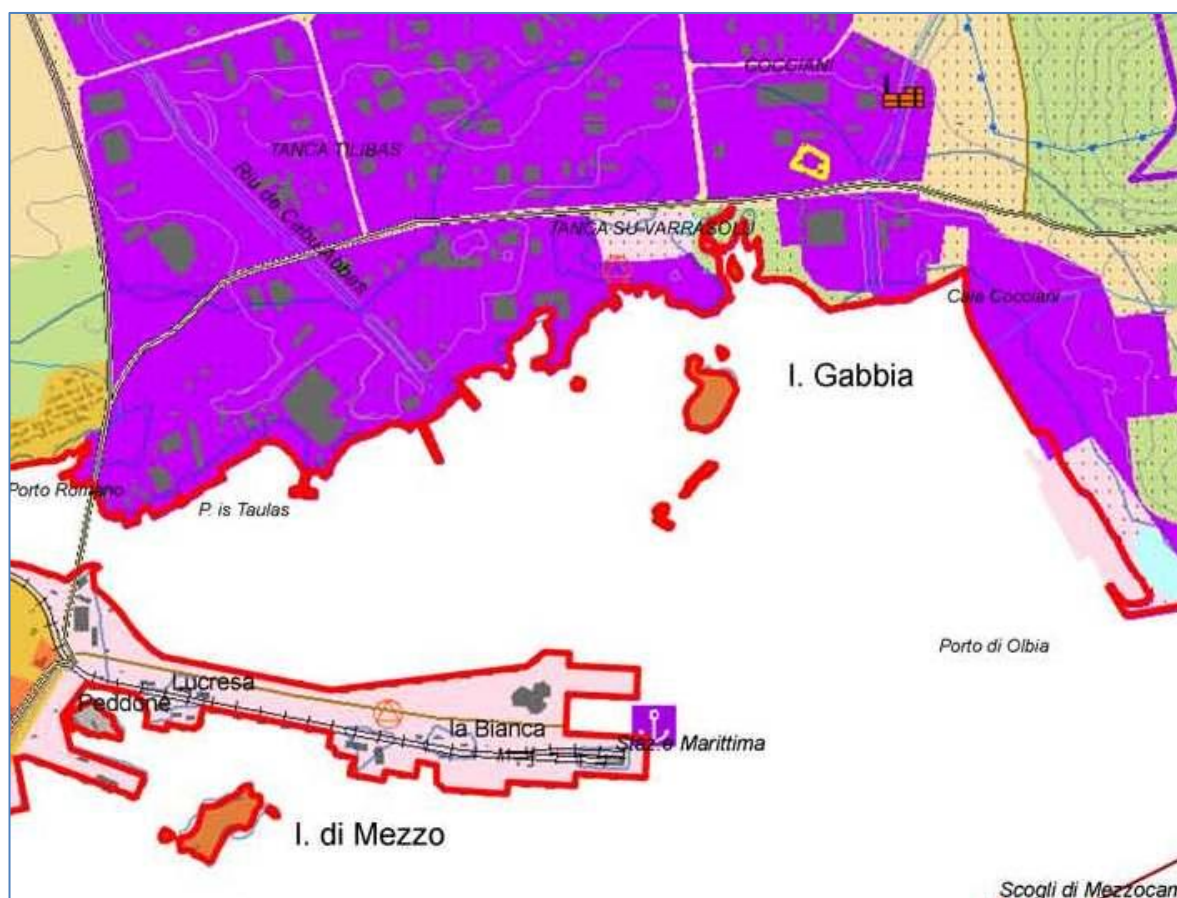 COCCIANI
TANCA TILIBAS
Riu de Cabu Abbas
TANCA SU VARRASOLU
Cala Cocciani
I. Gabbia
Porto Romano
P. is Taulas
Porto di Olbia
Lucresa
Peddone
la Bianca
Staz.e Marittima
I. di Mezzo
Scogli di Mezzocam